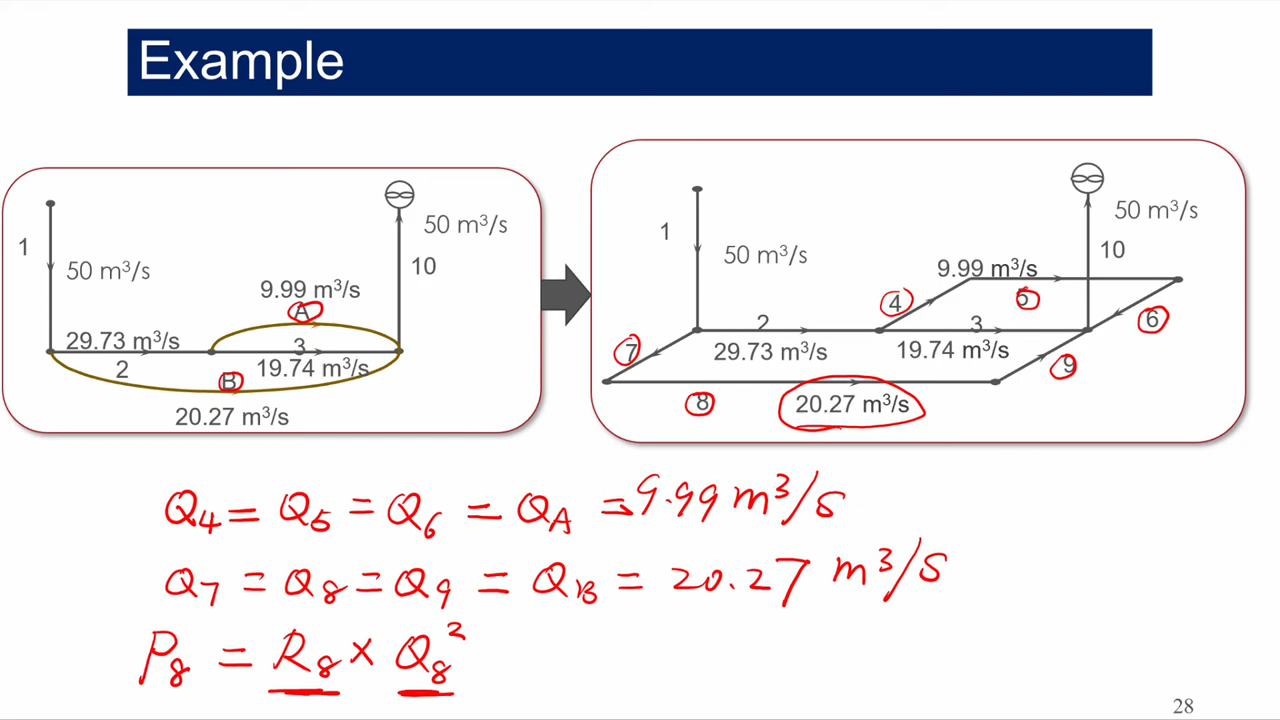 Example
1
50 m³/s
50 m³/s
10
9.99 m³/s
A
29.73 m³/s
3
2
19.74 m³/s
B
20.27 m³/s
1
50 m³/s
50 m³/s
10
9.99 m³/s
4
5
6
2
3
7
29.73 m³/s
19.74 m³/s
9
8
20.27 m³/s
Q₄ = Q₅ = Q₆ = Q_A = 9.99 m³/s
Q₇ = Q₈ = Q₉ = Q_B = 20.27 m³/s
P₈ = R₈ × Q₈²
28